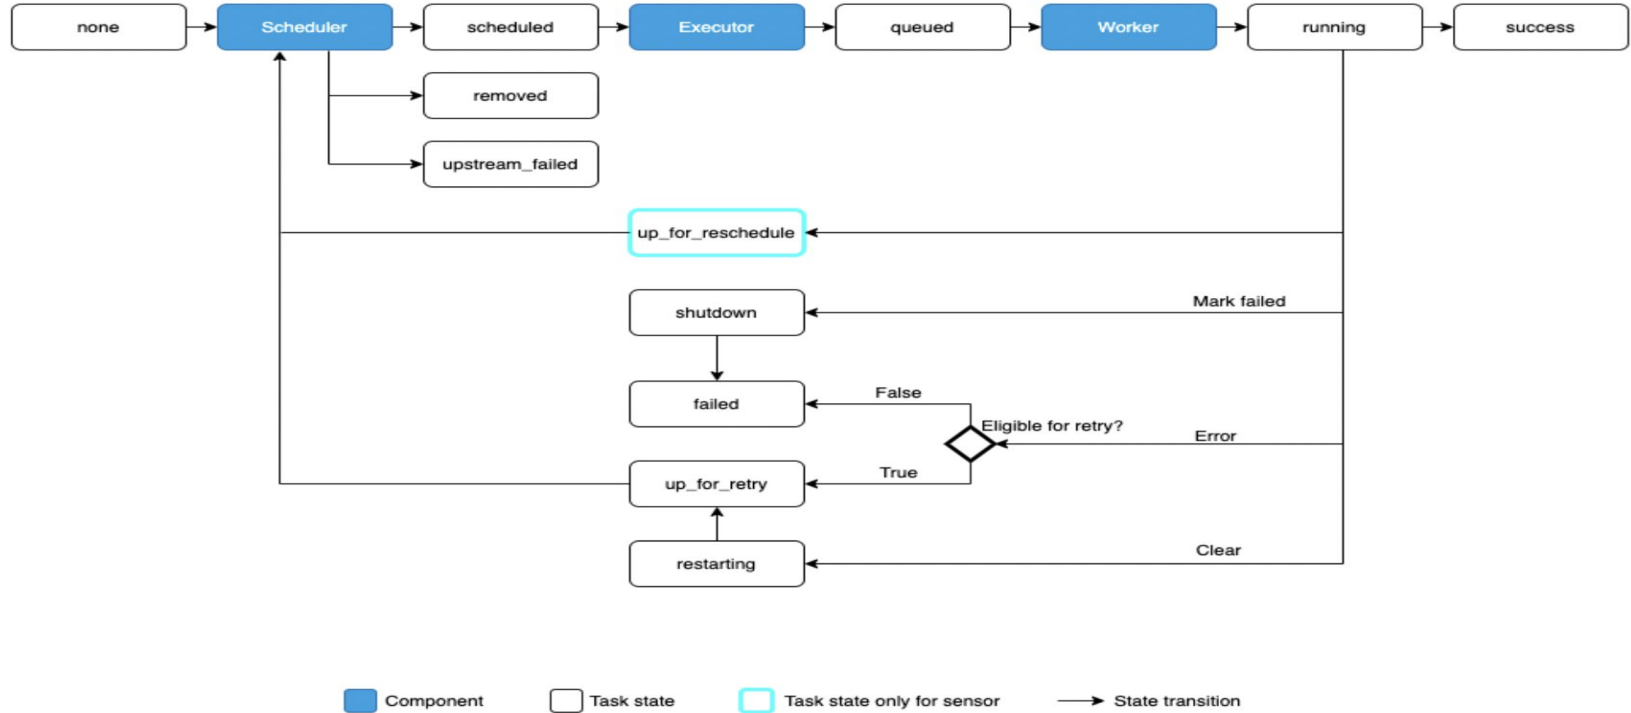 none
Scheduler
scheduled
Executor
queued
Worker
running
success
removed
upstream_failed
up_for_reschedule
Mark failed
shutdown
False
failed
Eligible for retry?
Error
True
up_for_retry
Clear
restarting
Component
Task state
Task state only for sensor
State transition